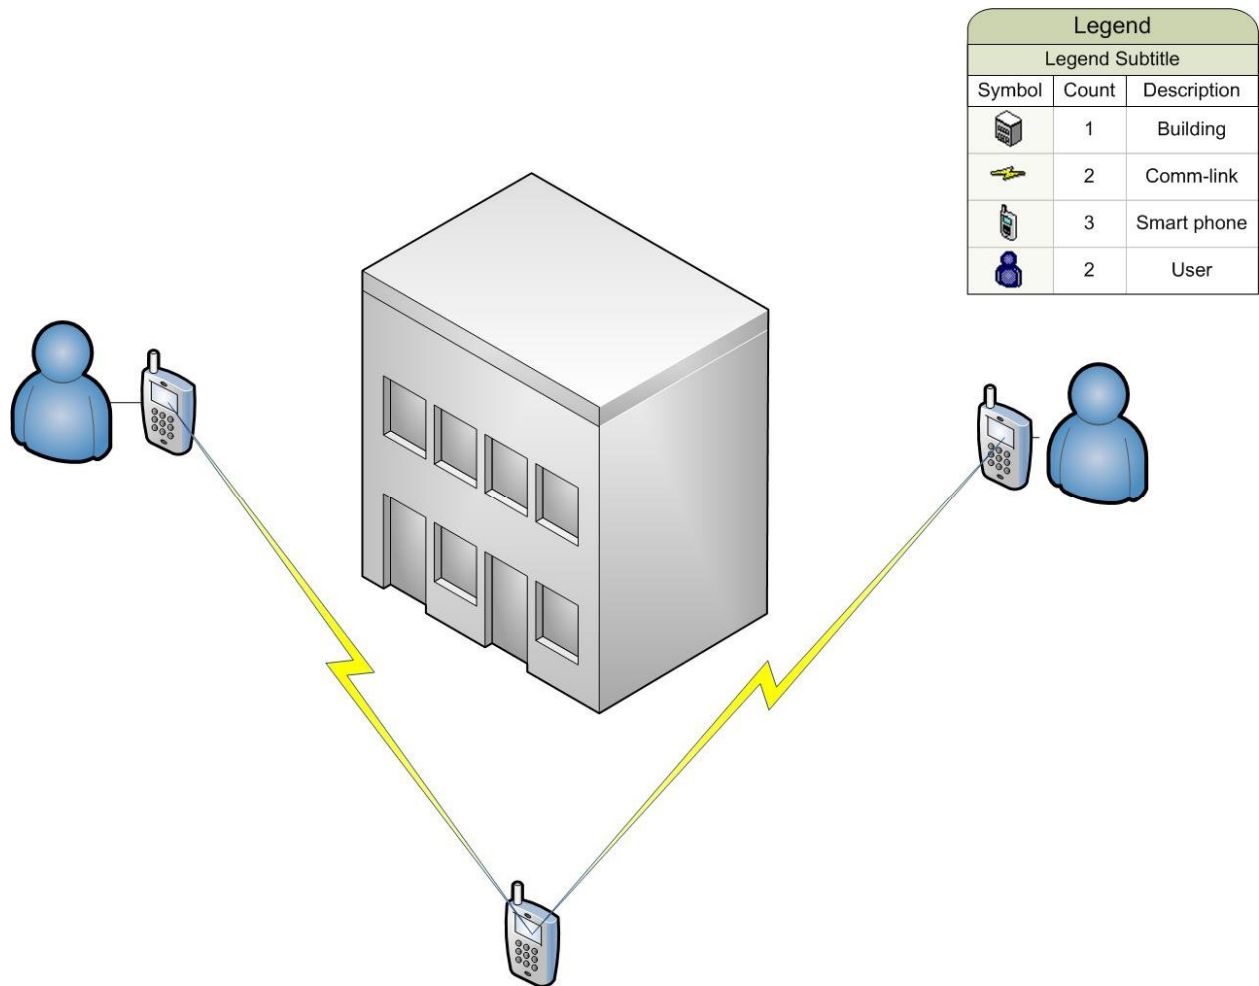 Legend
Legend Subtitle
Symbol Count Description
1 Building
2 Comm-link
3 Smart phone
2 User